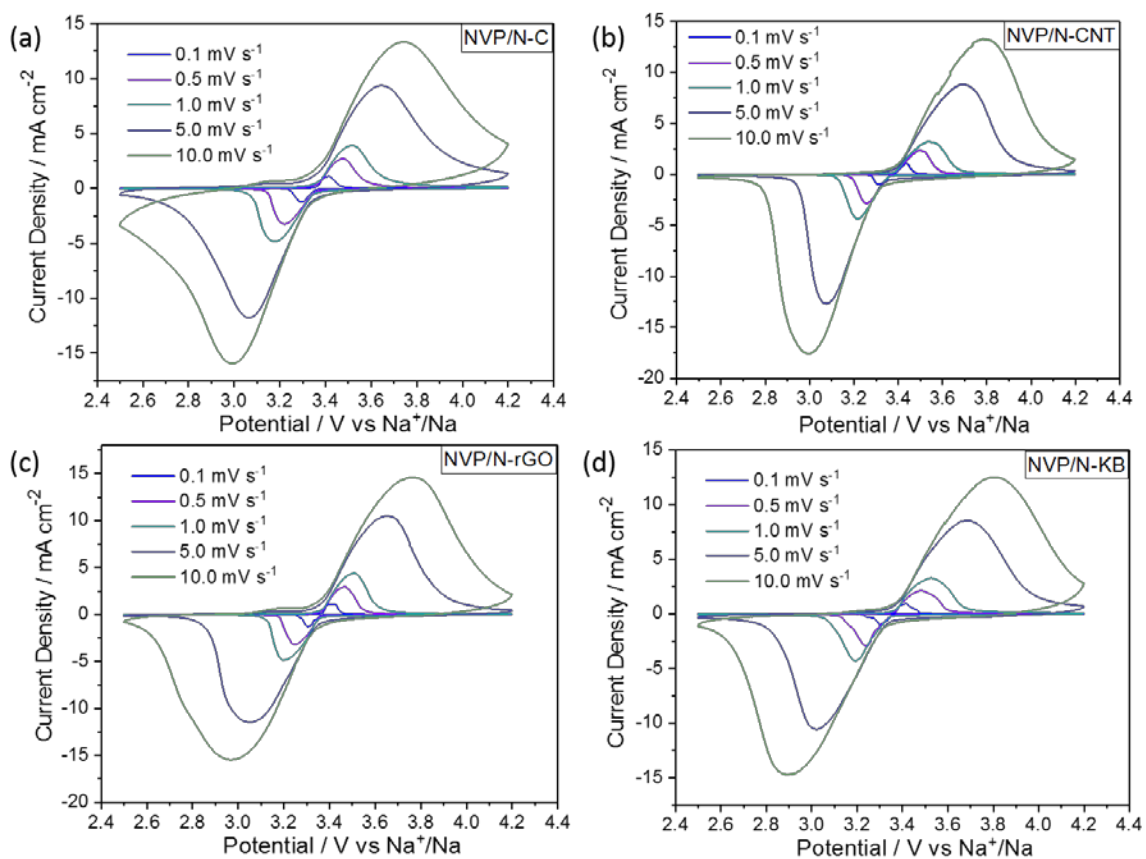 (a)
NVP/N-C
0.1 mV s⁻¹
0.5 mV s⁻¹
1.0 mV s⁻¹
5.0 mV s⁻¹
10.0 mV s⁻¹
15
10
5
0
-5
-10
-15
Current Density / mA cm⁻²
2.4 2.6 2.8 3.0 3.2 3.4 3.6 3.8 4.0 4.2 4.4
Potential / V vs Na⁺/Na
(b)
NVP/N-CNT
0.1 mV s⁻¹
0.5 mV s⁻¹
1.0 mV s⁻¹
5.0 mV s⁻¹
10.0 mV s⁻¹
15
10
5
0
-5
-10
-15
-20
Current Density / mA cm⁻²
2.4 2.6 2.8 3.0 3.2 3.4 3.6 3.8 4.0 4.2 4.4
Potential / V vs Na⁺/Na
(c)
NVP/N-rGO
0.1 mV s⁻¹
0.5 mV s⁻¹
1.0 mV s⁻¹
5.0 mV s⁻¹
10.0 mV s⁻¹
15
10
5
0
-5
-10
-15
-20
Current Density / mA cm⁻²
2.4 2.6 2.8 3.0 3.2 3.4 3.6 3.8 4.0 4.2 4.4
Potential / V vs Na⁺/Na
(d)
NVP/N-KB
0.1 mV s⁻¹
0.5 mV s⁻¹
1.0 mV s⁻¹
5.0 mV s⁻¹
10.0 mV s⁻¹
15
10
5
0
-5
-10
-15
Current Density / mA cm⁻²
2.4 2.6 2.8 3.0 3.2 3.4 3.6 3.8 4.0 4.2 4.4
Potential / V vs Na⁺/Na